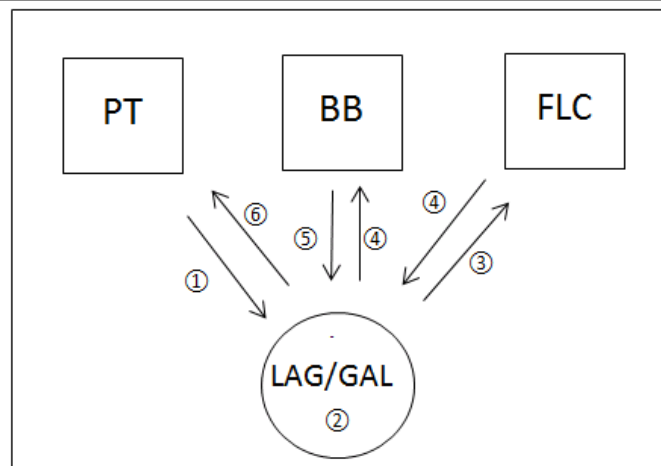 PT
BB
FLC
⑥
④
⑤
④
①
③
LAG/GAL
②